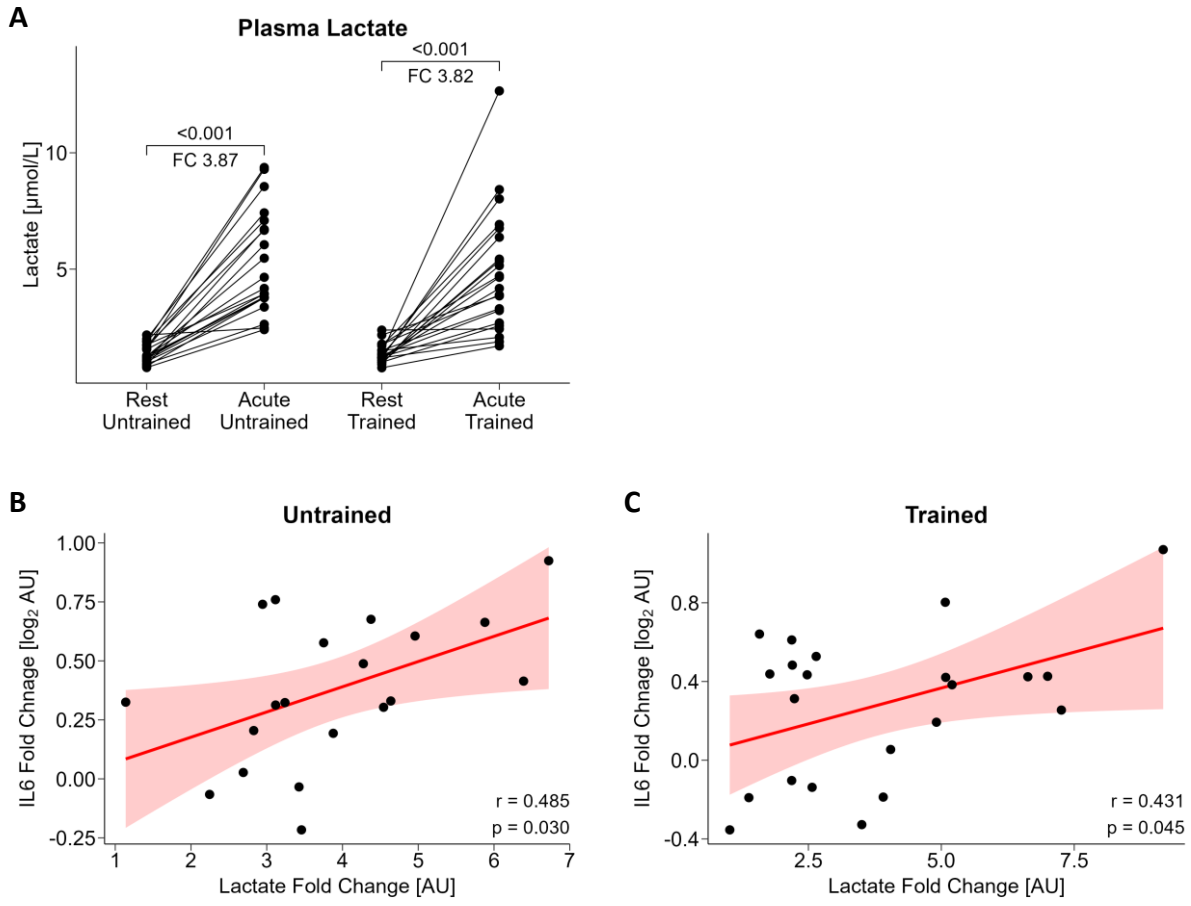 A
Plasma Lactate
<0.001
FC 3.82
<0.001
FC 3.87
Lactate [μmol/L]
10
5
Rest
Untrained
Acute
Untrained
Rest
Trained
Acute
Trained
B
Untrained
IL6 Fold Chnage [log₂ AU]
1.00
0.75
0.50
0.25
0.00
-0.25
r = 0.485
p = 0.030
1 2 3 4 5 6 7
Lactate Fold Change [AU]
C
Trained
IL6 Fold Chnage [log₂ AU]
0.8
0.4
0.0
-0.4
r = 0.431
p = 0.045
2.5 5.0 7.5
Lactate Fold Change [AU]